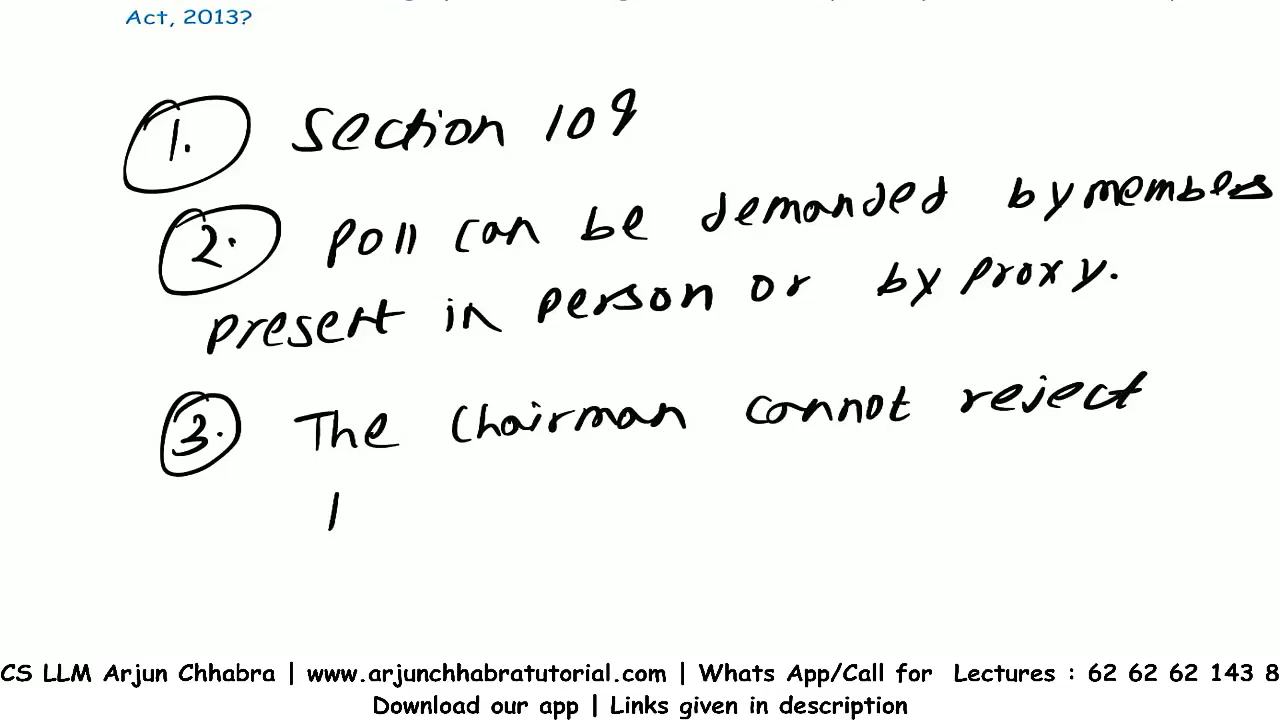 Act, 2013?
1. Section 109
2. Poll can be demanded by members
present in person or by proxy.
3. The Chairman cannot reject
CS LLM Arjun Chhabra | www.arjunchhabratutorial.com | Whats App/Call for Lectures : 62 62 62 143 8
Download our app | Links given in description